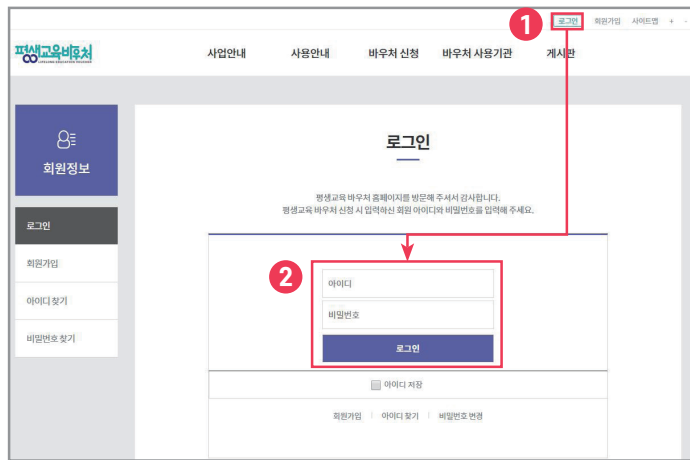 1
로그인 회원가입 사이트맵 + -
평생교육바우처
LIFELONG EDUCATION VOUCHER
사업안내 사용안내 바우처 신청 바우처 사용기관 게시판
회원정보
로그인
회원가입
아이디 찾기
비밀번호 찾기
로그인
평생교육 바우처 홈페이지를 방문해 주셔서 감사합니다.
평생교육 바우처 신청 시 입력하신 회원 아이디와 비밀번호를 입력해 주세요.
2
아이디
비밀번호
로그인
아이디 저장
회원가입 | 아이디 찾기 | 비밀번호 변경